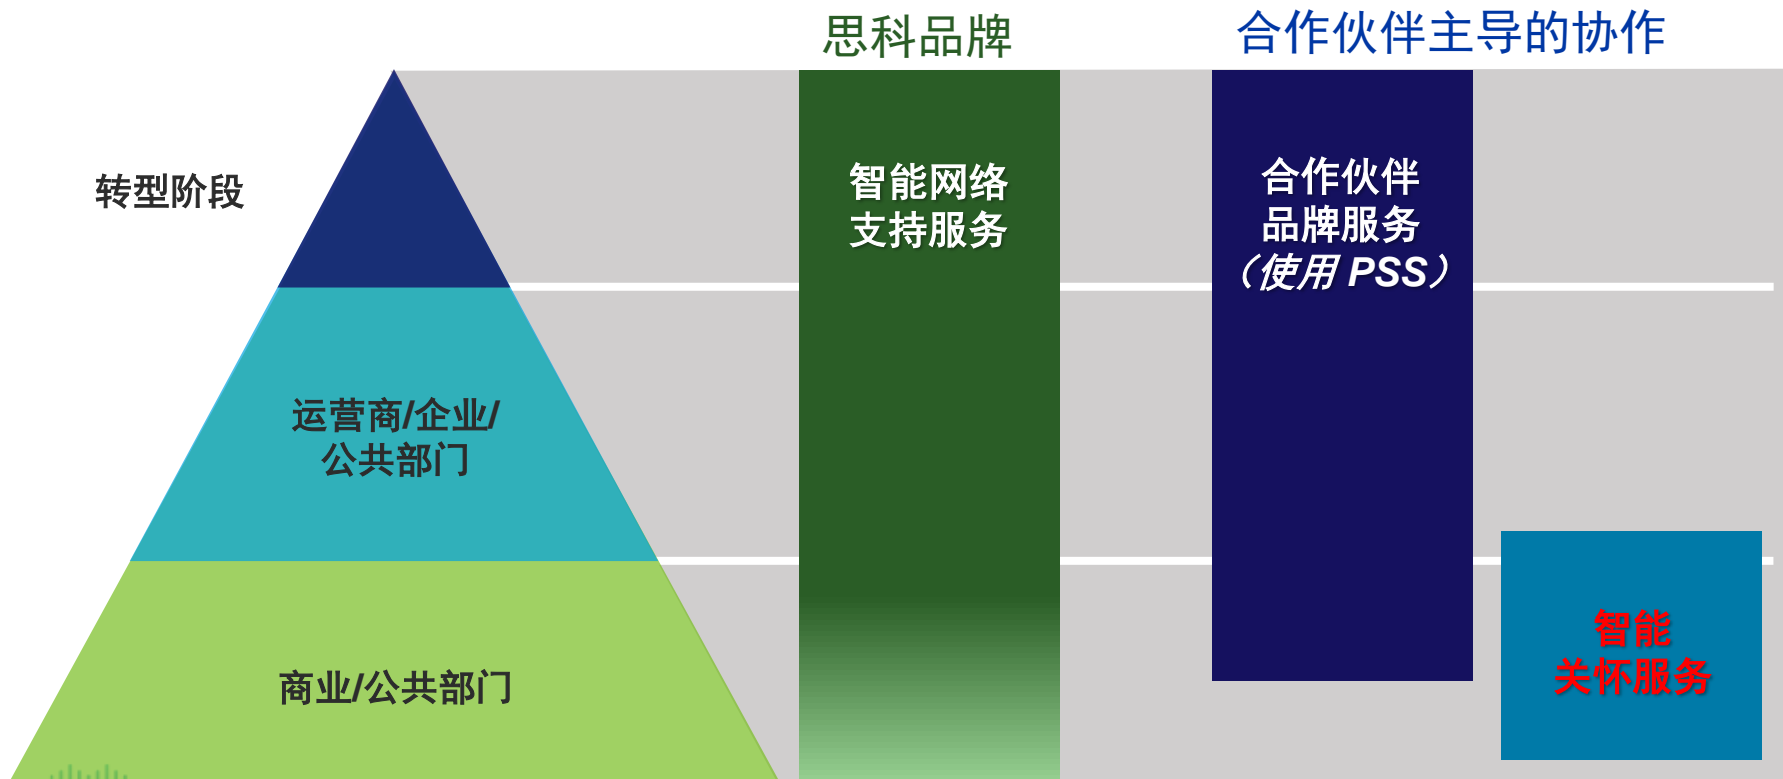 思科品牌
合作伙伴主导的协作
转型阶段
智能网络
支持服务
合作伙伴
品牌服务
（使用 PSS）
运营商/企业/
公共部门
商业/公共部门
智能
关怀服务